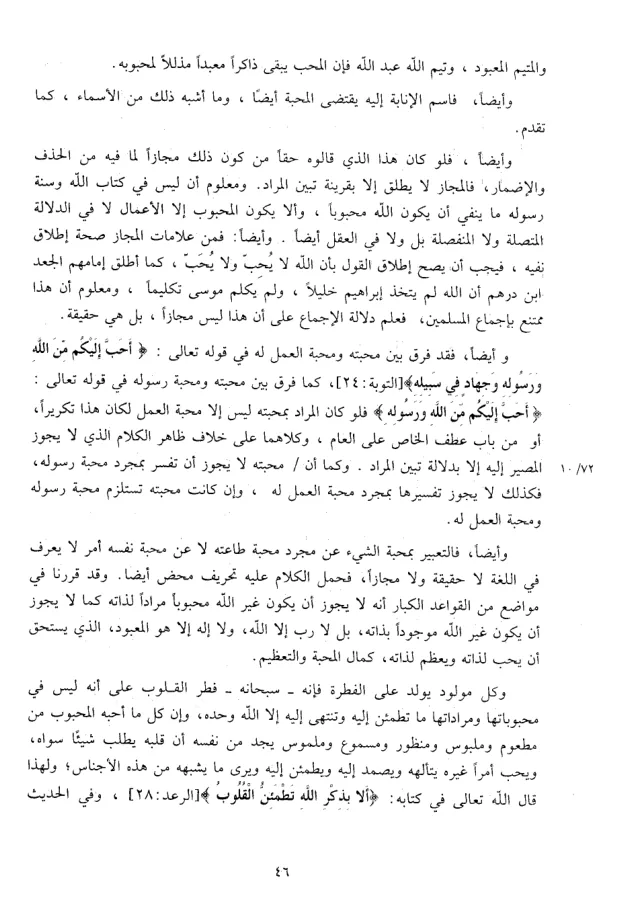 والمتيم المعبود ، وتيم اللّه عبد اللّه فإن المحب يبقى ذاكراً معبداً مذللاً لمحبوبه.
وأيضاً، فاسم الإنابة إليه يقتضى المحبة أيضًا ، وما أشبه ذلك من الأسماء ، كما
تقدم.
وأيضاً ، فلو كان هذا الذي قالوه حقاً من كون ذلك مجازاً لما فيه من الحذف
والإضمار، فالمجاز لا يطلق إلا بقرينة تبين المراد. ومعلوم أن ليس في كتاب اللّه وسنة
رسوله ما ينفي أن يكون اللّه محبوباً ، وألا يكون المحبوب إلا الأعمال لا في الدلالة
المتصلة ولا المنفصلة بل ولا في العقل أيضاً . وأيضاً: فمن علامات المجاز صحة إطلاق
نفيه ، فيجب أن يصح إطلاق القول بأن اللّه لا يُحِبّ ولا يُحَبّ ، كما أطلق إمامهم الجعد
ابن درهم أن الله لم يتخذ إبراهيم خليلاً ، ولم يكلم موسى تكليماً ، ومعلوم أن هذا
ممتنع بإجماع المسلمين، فعلم دلالة الإجماع على أن هذا ليس مجازاً ، بل هي حقيقة.
و أيضاً، فقد فرق بين محبته ومحبة العمل له في قوله تعالى : ﴿ أَحَبَّ إِلَيْكُم مِّنَ اللَّهِ
وَرَسُولِهِ وَجِهَادٍ فِي سَبِيلِهِ﴾[التوبة:٢٤]، كما فرق بين محبته ومحبة رسوله في قوله تعالى :
﴿ أَحَبَّ إِلَيْكُم مِّنَ اللَّهِ وَرَسُولِهِ ﴾ فلو كان المراد بمحبته ليس إلا محبة العمل لكان هذا تكريراً،
أو من باب عطف الخاص على العام ، وكلاهما على خلاف ظاهر الكلام الذي لا يجوز
المصير إليه إلا بدلالة تبين المراد . وكما أن / محبته لا يجوز أن تفسر بمجرد محبة رسوله، ١٠/٧٢
فكذلك لا يجوز تفسيرها بمجرد محبة العمل له ، وإن كانت محبته تستلزم محبة رسوله
ومحبة العمل له.
وأيضاً، فالتعبير بمحبة الشيء عن مجرد محبة طاعته لا عن محبة نفسه أمر لا يعرف
في اللغة لا حقيقة ولا مجازاً، فحمل الكلام عليه تحريف محض أيضا. وقد قررنا في
مواضع من القواعد الكبار أنه لا يجوز أن يكون غير اللّه محبوباً مراداً لذاته كما لا يجوز
أن يكون غير اللّه موجوداً بذاته، بل لا رب إلا اللّه، ولا إله إلا هو المعبود، الذي يستحق
أن يحب لذاته ويعظم لذاته، كمال المحبة والتعظيم.
وكل مولود يولد على الفطرة فإنه ـ سبحانه ـ فطر القلوب على أنه ليس في
محبوباتها ومراداتها ما تطمئن إليه وتنتهى إليه إلا اللّه وحده، وإن كل ما أحبه المحبوب من
مطعوم وملبوس ومنظور ومسموع وملموس يجد من نفسه أن قلبه يطلب شيئًا سواه،
ويحب أمراً غيره يتألهه ويصمد إليه ويطمئن إليه ويرى ما يشبهه من هذه الأجناس؛ ولهذا
قال اللّه تعالى في كتابه: ﴿أَلا بِذِكْرِ اللَّهِ تَطْمَئِنُّ الْقُلُوبُ ﴾[الرعد:٢٨] ، وفي الحديث
٤٦